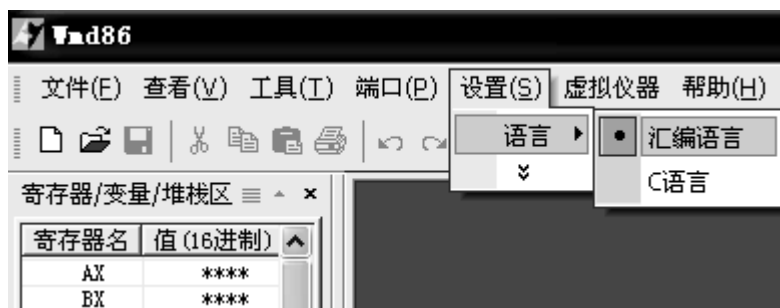 Wmd86
文件(F) 查看(V) 工具(T) 端口(P) 设置(S) 虚拟仪器 帮助(H)
语言 汇编语言
C语言
寄存器/变量/堆栈区
寄存器名 值(16进制)
AX ****
BX ****